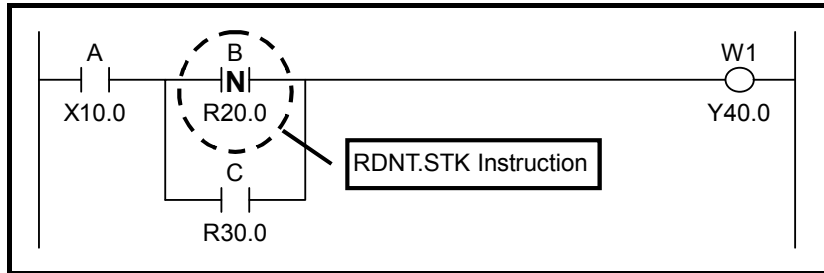 A B W1
N
X10.0 R20.0 Y40.0
RDNT.STK Instruction
C
R30.0